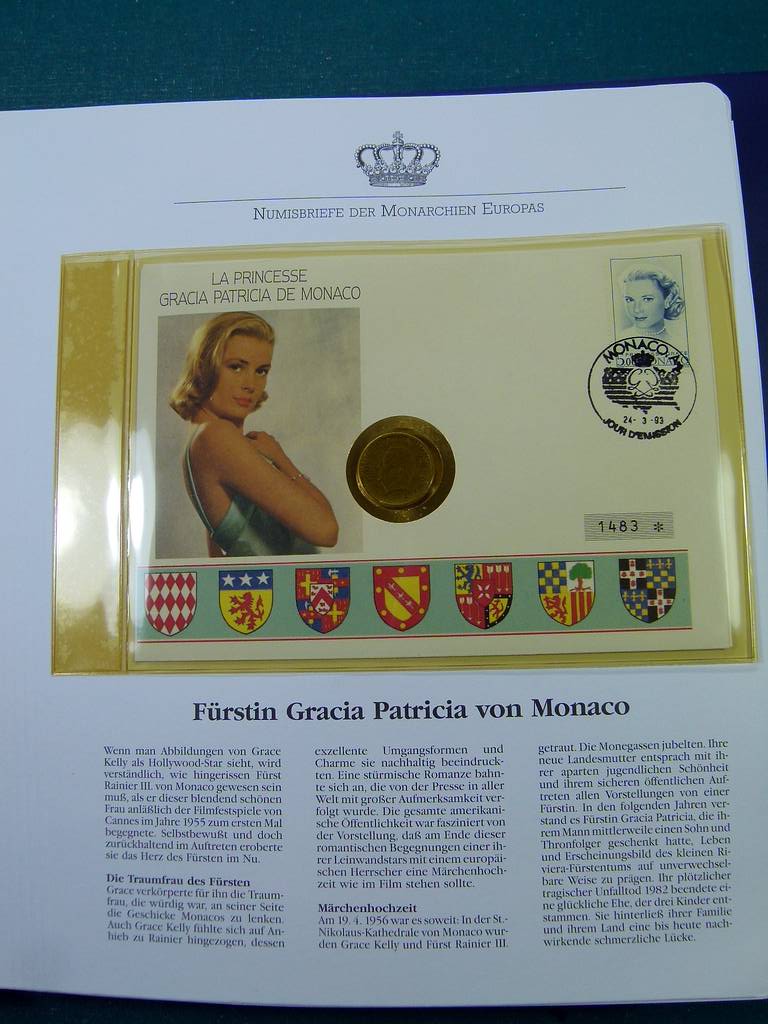 NUMISBRIEFE DER MONARCHIEN EUROPAS
LA PRINCESSE
GRACIA PATRICIA DE MONACO
MONACO
24-3-93
JOUR D'EMISSION
1483 *
Fürstin Gracia Patricia von Monaco
Wenn man Abbildungen von Grace
Kelly als Hollywood-Star sieht, wird
verständlich, wie hingerissen Fürst
Rainier III. von Monaco gewesen sein
muß, als er dieser blendend schönen
Frau anläßlich der Filmfestspiele von
Cannes im Jahre 1955 zum ersten Mal
begegnete. Selbstbewußt und doch
zurückhaltend im Auftreten eroberte
sie das Herz des Fürsten im Nu.
Die Traumfrau des Fürsten
Grace verkörperte für ihn die Traum-
frau, die würdig war, an seiner Seite
die Geschicke Monacos zu lenken.
Auch Grace Kelly fühlte sich auf An-
hieb zu Rainier hingezogen, dessen
exzellente Umgangsformen und
Charme sie nachhaltig beeindruck-
ten. Eine stürmische Romanze bahn-
te sich an, die von der Presse in aller
Welt mit großer Aufmerksamkeit ver-
folgt wurde. Die gesamte amerikani-
sche Öffentlichkeit war fasziniert von
der Vorstellung, daß am Ende dieser
romantischen Begegnungen einer ih-
rer Leinwandstars mit einem europäi-
schen Herrscher eine Märchenhoch-
zeit wie im Film stehen sollte.
Märchenhochzeit
Am 19. 4. 1956 war es soweit: In der St.-
Nikolaus-Kathedrale von Monaco wur-
den Grace Kelly und Fürst Rainier III.
getraut. Die Monegassen jubelten. Ihre
neue Landesmutter entsprach mit ih-
rer aparten jugendlichen Schönheit
und ihrem sicheren öffentlichen Auf-
treten allen Vorstellungen von einer
Fürstin. In den folgenden Jahren ver-
stand es Fürstin Gracia Patricia, die ih-
rem Mann mittlerweile einen Sohn und
Thronfolger geschenkt hatte, Leben
und Erscheinungsbild des kleinen Ri-
viera-Fürstentums auf unverwechsel-
bare Weise zu prägen. Ihr plötzlicher
tragischer Unfalltod 1982 beendete ei-
ne glückliche Ehe, der drei Kinder ent-
stammen. Sie hinterließ ihrer Familie
und ihrem Land eine bis heute nach-
wirkende schmerzliche Lücke.